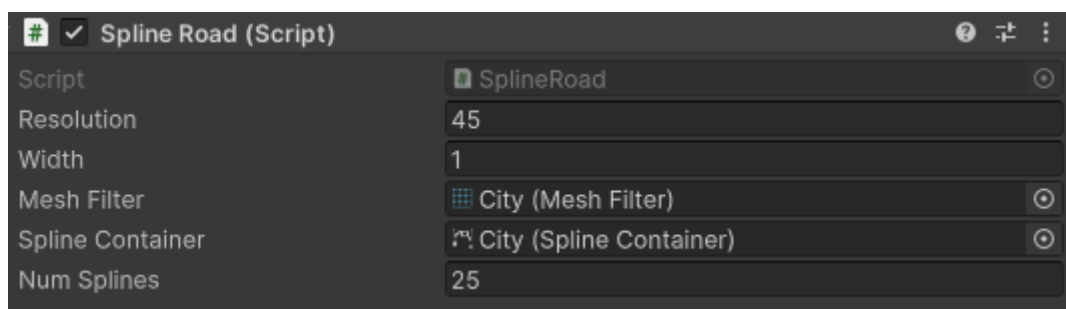 # Spline Road (Script)
Script # SplineRoad
Resolution 45
Width 1
Mesh Filter City (Mesh Filter)
Spline Container City (Spline Container)
Num Splines 25